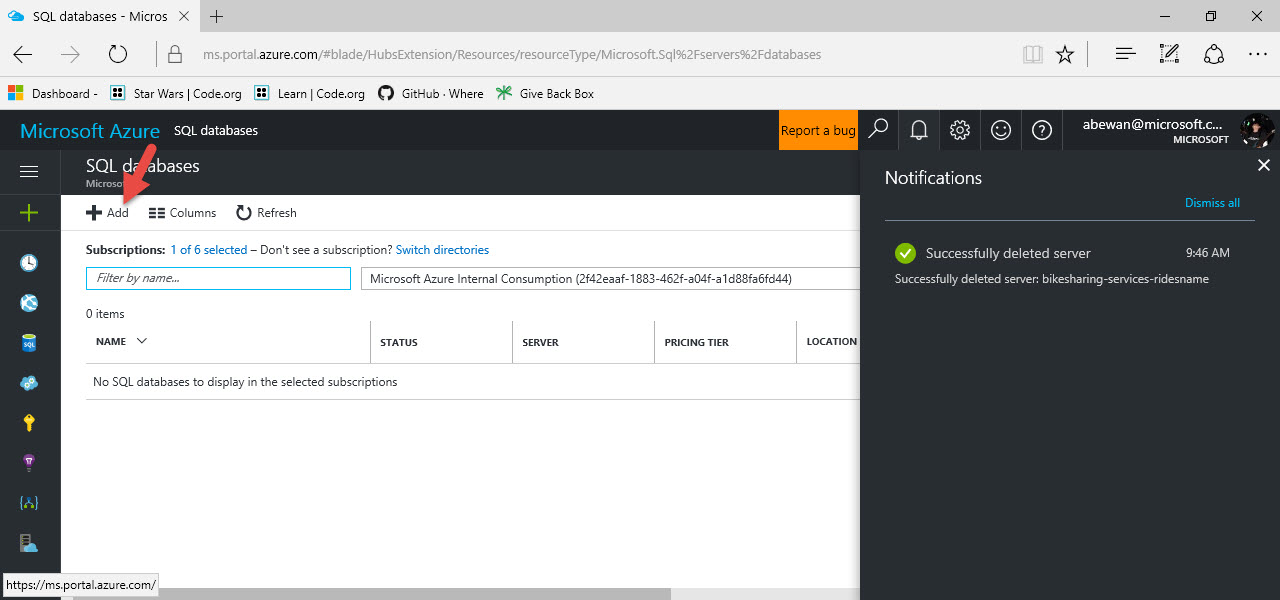 SQL databases - Micros
ms.portal.azure.com/#blade/HubsExtension/Resources/resourceType/Microsoft.Sql%2Fservers%2Fdatabases
Dashboard - Star Wars | Code.org Learn | Code.org GitHub · Where Give Back Box
Microsoft Azure SQL databases Report a bug abewan@microsoft.c...
MICROSOFT
SQL databases
Micros
Add Columns Refresh
Subscriptions: 1 of 6 selected – Don't see a subscription? Switch directories
Filter by name... Microsoft Azure Internal Consumption (2f42eaaf-1883-462f-a04f-a1d88fa6fd44)
0 items
NAME STATUS SERVER PRICING TIER LOCATION
No SQL databases to display in the selected subscriptions
SQL
https://ms.portal.azure.com/
Notifications
Dismiss all
Successfully deleted server 9:46 AM
Successfully deleted server: bikesharing-services-ridesname